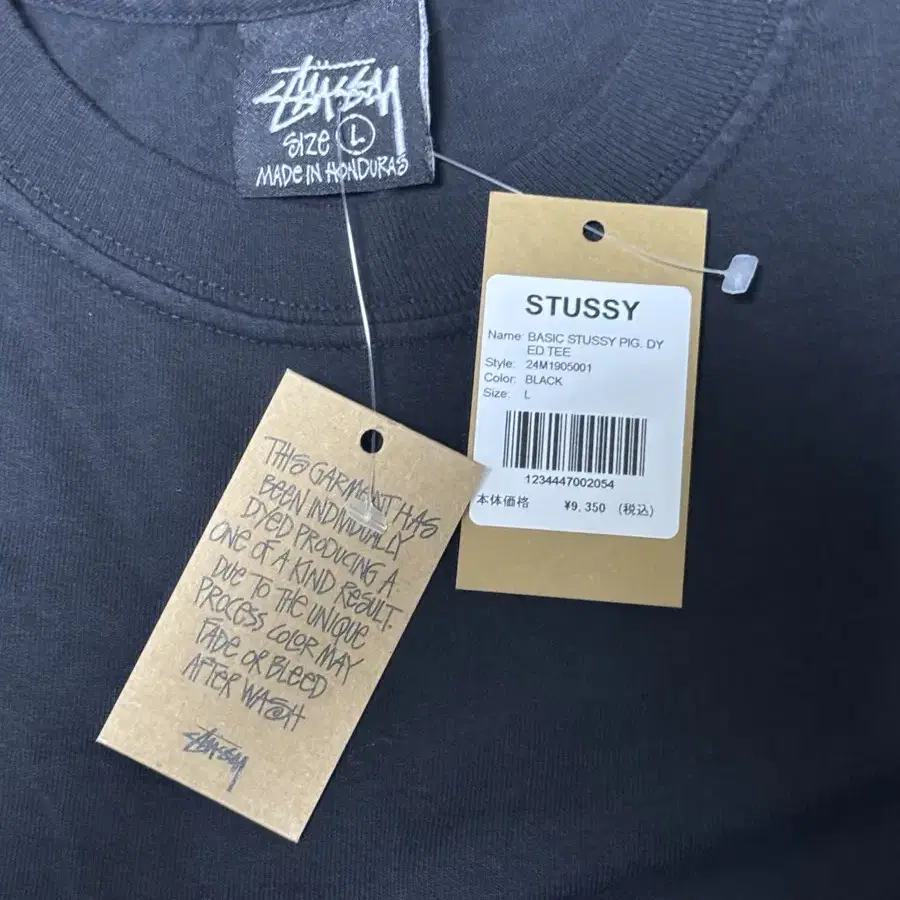 STÜSSY
SIZE L
MADE IN HONDURAS
STUSSY
Name: BASIC STUSSY PIG. DY
ED TEE
Style: 24M1905001
Color: BLACK
Size: L
1234447002054
本体価格 ¥9,350 (税込)
THIS GARMENT HAS
BEEN INDIVIDUALLY
DYED PRODUCING A
ONE OF A KIND RESULT.
DUE TO THE UNIQUE
PROCESS COLOR MAY
FADE OR BLEED
AFTER WASH
STÜSSY